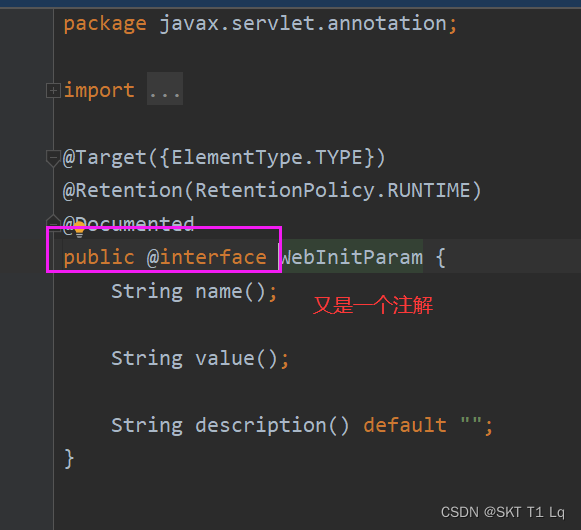 package javax.servlet.annotation;
import ...
@Target({ElementType.TYPE})
@Retention(RetentionPolicy.RUNTIME)
@Documented
public @interface WebInitParam {
String name();
又是一个注解
String value();
String description() default "";
}
CSDN @SKT T1 Lq